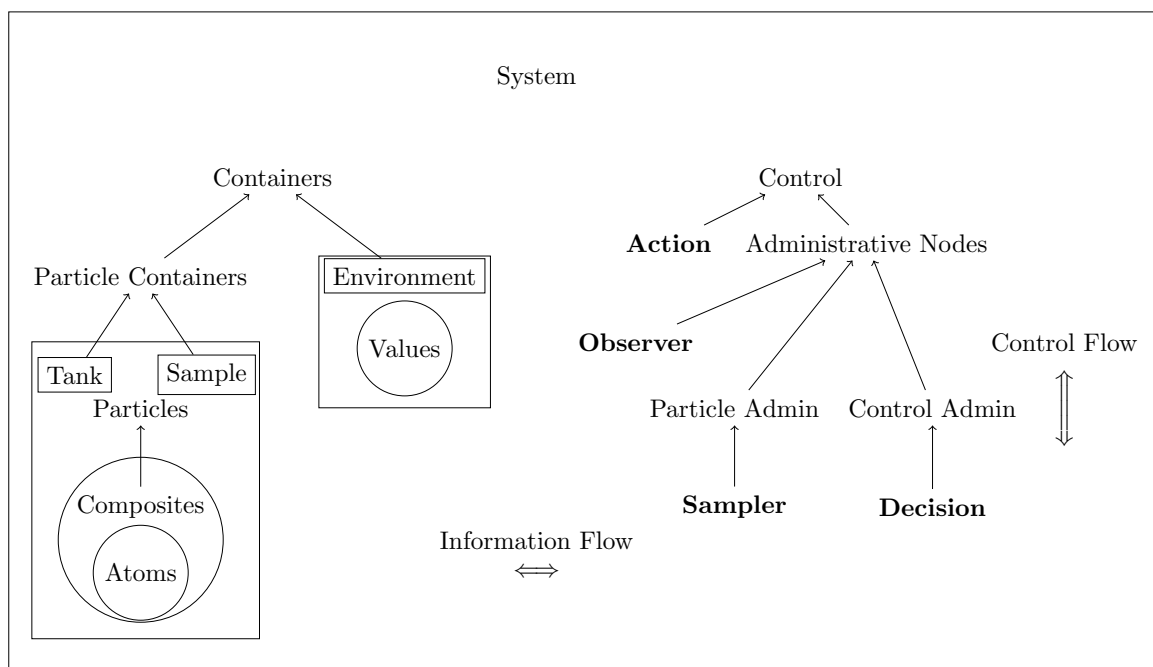 System
Containers
Control
Action
Administrative Nodes
Particle Containers
Environment
Observer
Control Flow
Values
Tank
Sample
Particles
Particle Admin
Control Admin
Composites
Sampler
Decision
Information Flow
Atoms